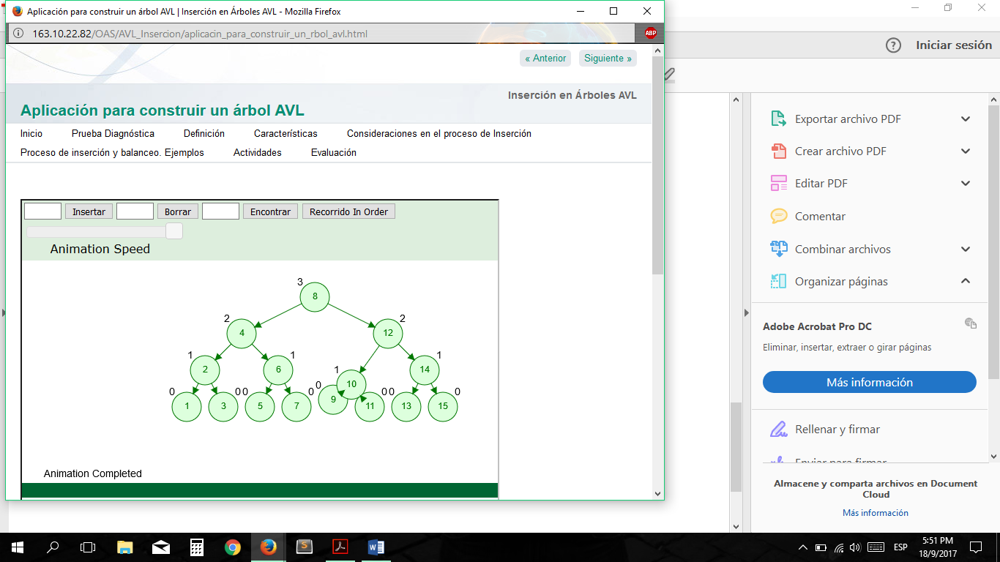 Aplicación para construir un árbol AVL | Inserción en Árboles AVL - Mozilla Firefox
163.10.22.82/OAS/AVL_Insercion/aplicacin_para_construir_un_rbol_avl.html
ABP
« Anterior Siguiente »
Inserción en Árboles AVL
Aplicación para construir un árbol AVL
Inicio Prueba Diagnóstica Definición Características Consideraciones en el proceso de Inserción
Proceso de inserción y balanceo. Ejemplos Actividades Evaluación
Insertar Borrar Encontrar Recorrido In Order
Animation Speed
3
8
2 2
4 12
1 1 1 1
2 6 10 14
0 0 0 0 0 0 0 0
1 3 5 7 9 11 13 15
Animation Completed
? Iniciar sesión
Exportar archivo PDF
Crear archivo PDF
Editar PDF
Comentar
Combinar archivos
Organizar páginas
Adobe Acrobat Pro DC
Eliminar, insertar, extraer o girar páginas
Más información
Rellenar y firmar
Enviar para firmar
Almacene y comparta archivos en Document
Cloud
Más información
ESP
5:51 PM
18/9/2017